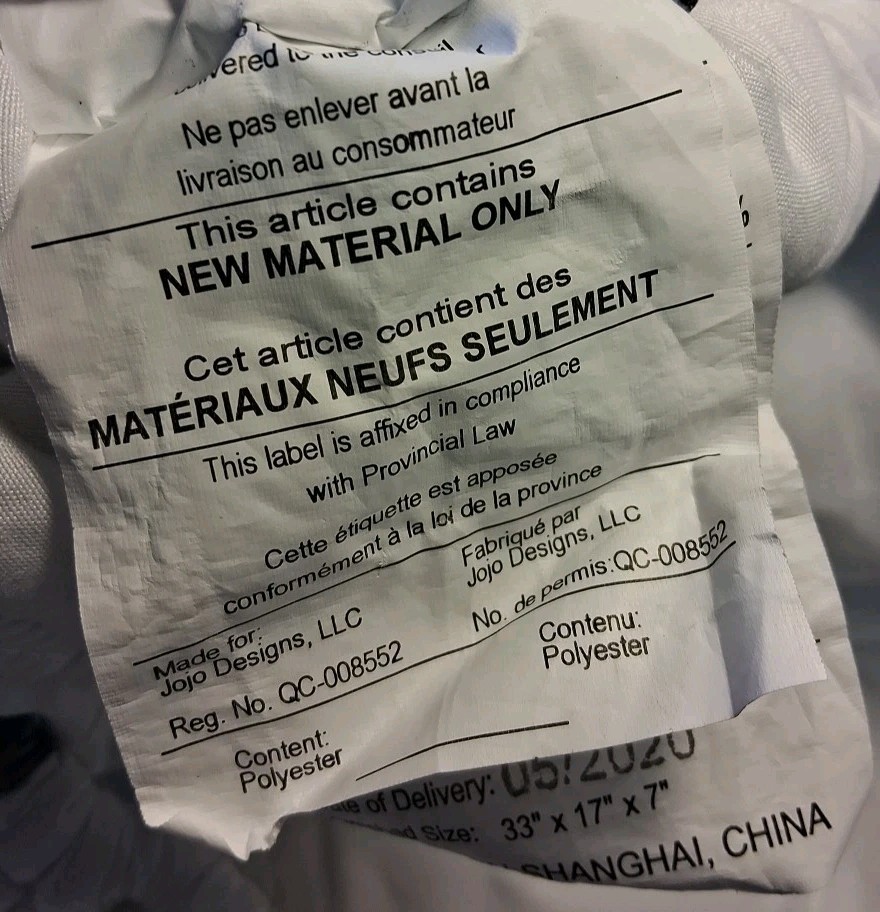 Ne pas enlever avant la
livraison au consommateur
This article contains
NEW MATERIAL ONLY
Cet article contient des
MATÉRIAUX NEUFS SEULEMENT
This label is affixed in compliance
with Provincial Law
Cette étiquette est apposée
conformément à la loi de la province
Made for:
Jojo Designs, LLC
Reg. No. QC-008552
Fabriqué par
Jojo Designs, LLC
No. de permis:QC-008552
Content:
Polyester
Contenu:
Polyester
of Delivery: 05/2020
Size: 33" x 17" x 7"
SHANGHAI, CHINA